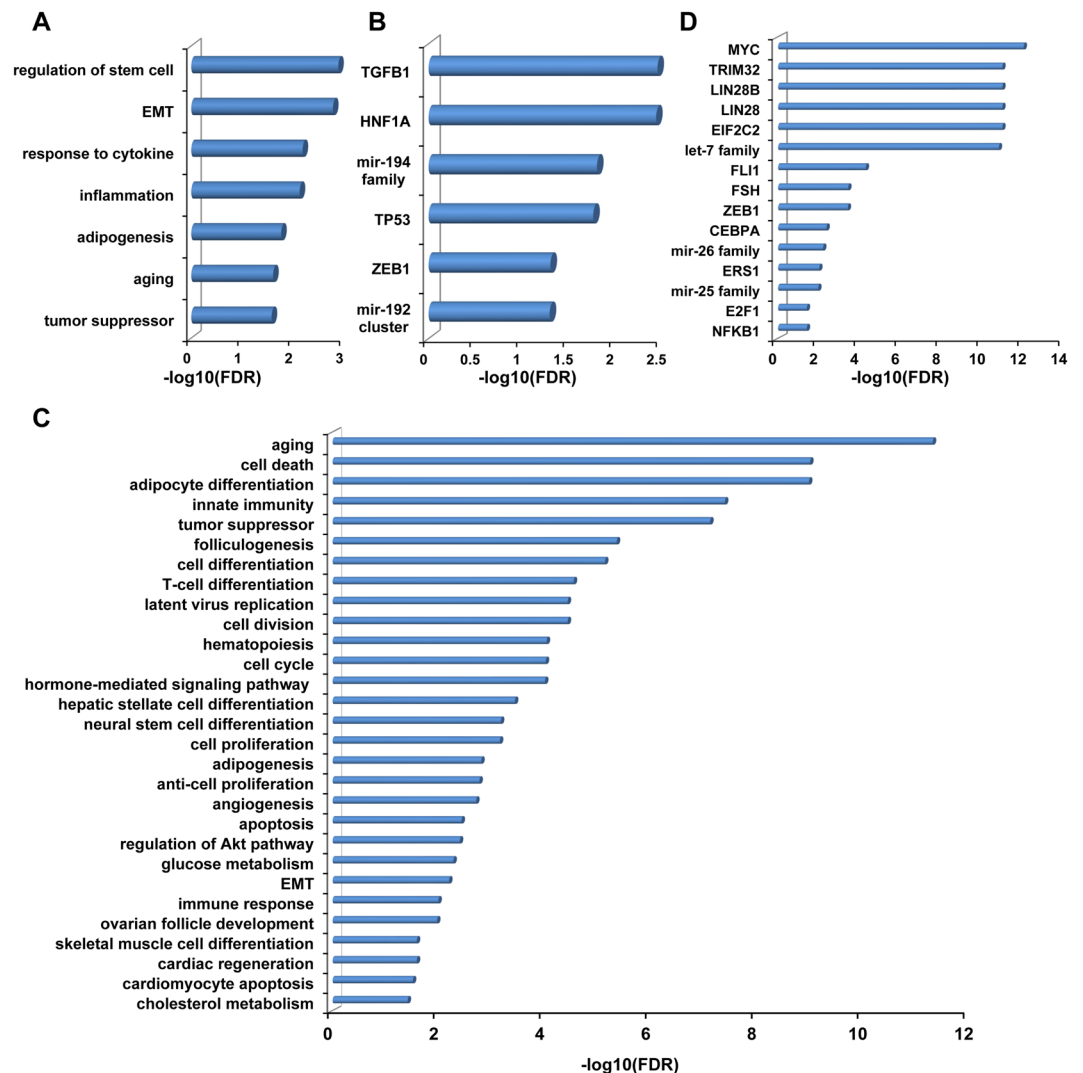 A
regulation of stem cell
EMT
response to cytokine
inflammation
adipogenesis
aging
tumor suppressor
0 1 2 3
-log10(FDR)
B
TGFB1
HNF1A
mir-194
family
TP53
ZEB1
mir-192
cluster
0 0.5 1 1.5 2 2.5
-log10(FDR)
D
MYC
TRIM32
LIN28B
LIN28
EIF2C2
let-7 family
FLI1
FSH
ZEB1
CEBPA
mir-26 family
ERS1
mir-25 family
E2F1
NFKB1
0 2 4 6 8 10 12 14
-log10(FDR)
C
aging
cell death
adipocyte differentiation
innate immunity
tumor suppressor
folliculogenesis
cell differentiation
T-cell differentiation
latent virus replication
cell division
hematopoiesis
cell cycle
hormone-mediated signaling pathway
hepatic stellate cell differentiation
neural stem cell differentiation
cell proliferation
adipogenesis
anti-cell proliferation
angiogenesis
apoptosis
regulation of Akt pathway
glucose metabolism
EMT
immune response
ovarian follicle development
skeletal muscle cell differentiation
cardiac regeneration
cardiomyocyte apoptosis
cholesterol metabolism
0 2 4 6 8 10 12
-log10(FDR)